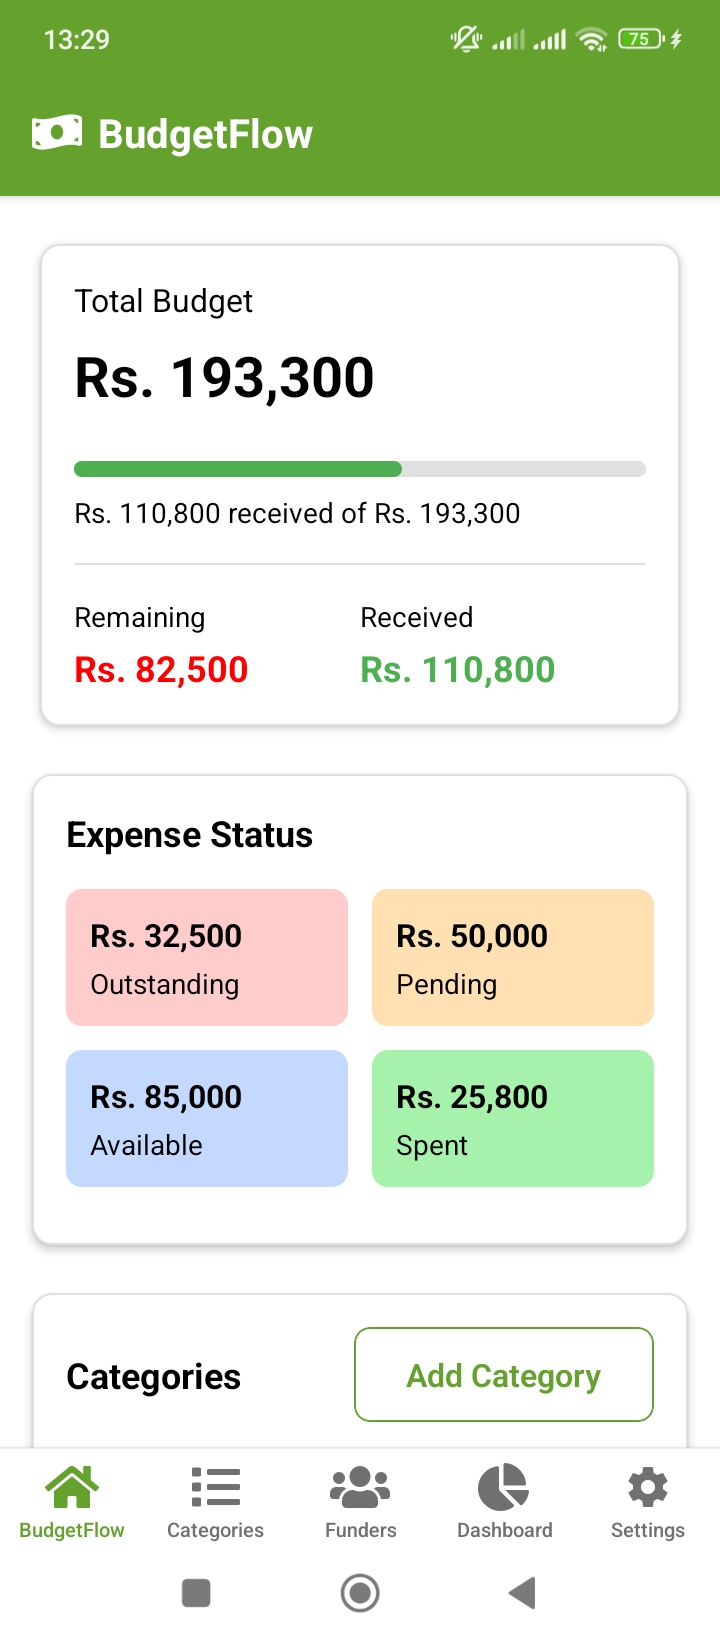 13:29
75
BudgetFlow
Total Budget
Rs. 193,300
Rs. 110,800 received of Rs. 193,300
Remaining Received
Rs. 82,500 Rs. 110,800
Expense Status
Rs. 32,500 Rs. 50,000
Outstanding Pending
Rs. 85,000 Rs. 25,800
Available Spent
Categories Add Category
BudgetFlow Categories Funders Dashboard Settings